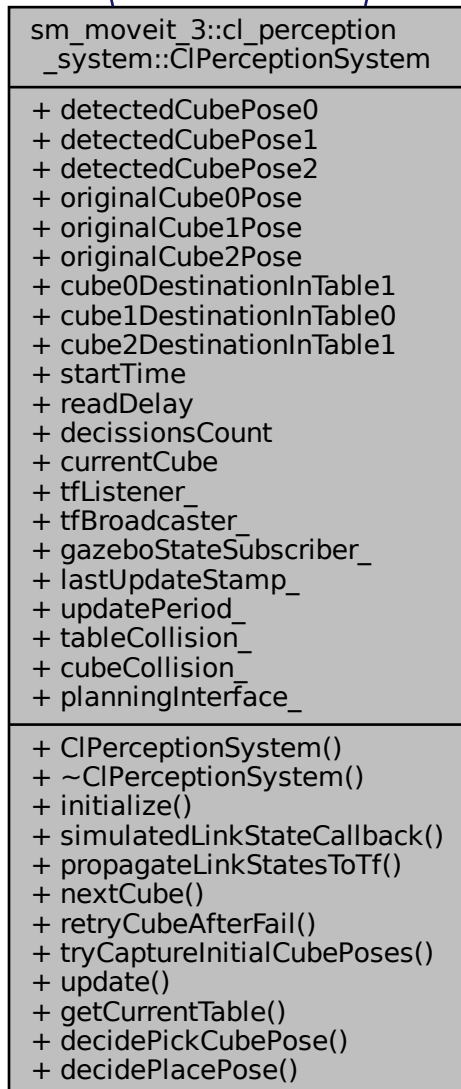 sm_moveit_3::cl_perception
_system::ClPerceptionSystem
+ detectedCubePose0
+ detectedCubePose1
+ detectedCubePose2
+ originalCube0Pose
+ originalCube1Pose
+ originalCube2Pose
+ cube0DestinationInTable1
+ cube1DestinationInTable0
+ cube2DestinationInTable1
+ startTime
+ readDelay
+ decissionsCount
+ currentCube
+ tfListener_
+ tfBroadcaster_
+ gazeboStateSubscriber_
+ lastUpdateStamp_
+ updatePeriod_
+ tableCollision_
+ cubeCollision_
+ planningInterface_
+ ClPerceptionSystem()
+ ~ClPerceptionSystem()
+ initialize()
+ simulatedLinkStateCallback()
+ propagateLinkStatesToTf()
+ nextCube()
+ retryCubeAfterFail()
+ tryCaptureInitialCubePoses()
+ update()
+ getCurrentTable()
+ decidePickCubePose()
+ decidePlacePose()